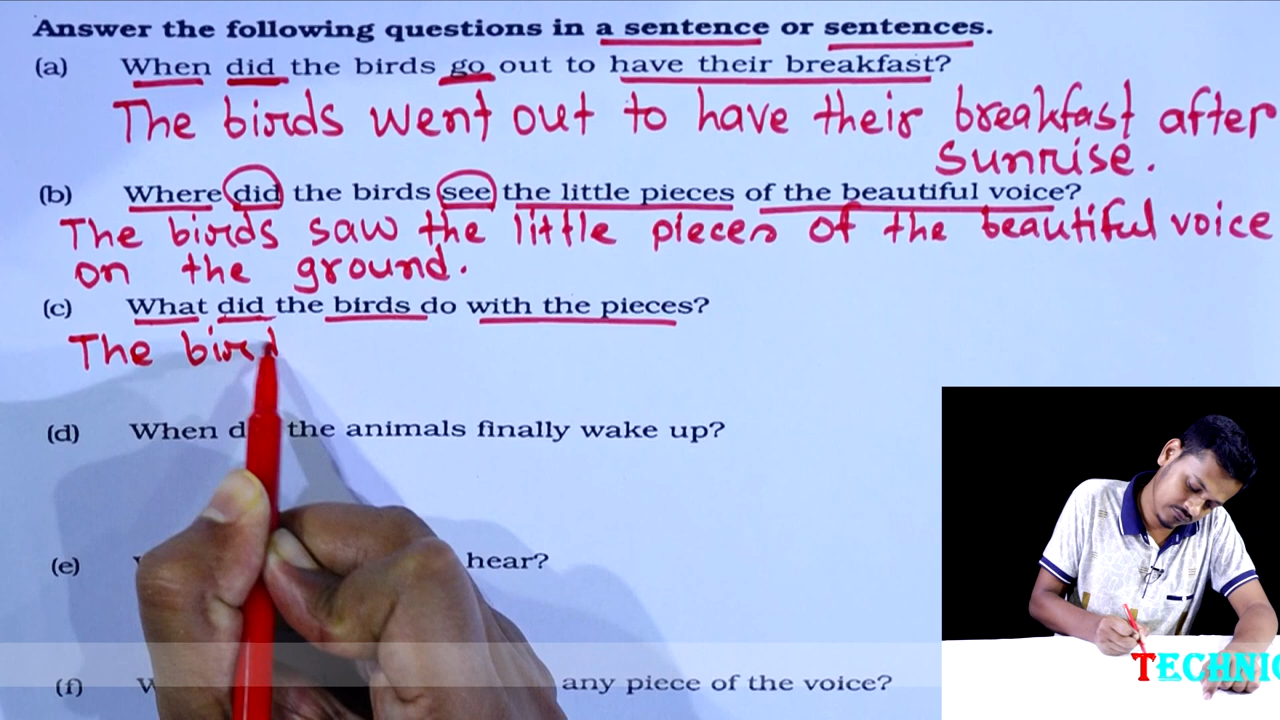 Answer the following questions in a sentence or sentences.
(a) When did the birds go out to have their breakfast?
The birds went out to have their breakfast after
sunrise.
(b) Where did the birds see the little pieces of the beautiful voice?
The birds saw the little pieces of the beautiful voice
on the ground.
(c) What did the birds do with the pieces?
The bird
(d) When the animals finally wake up?
(e) hear?
(f) any piece of the voice?
TECHNI